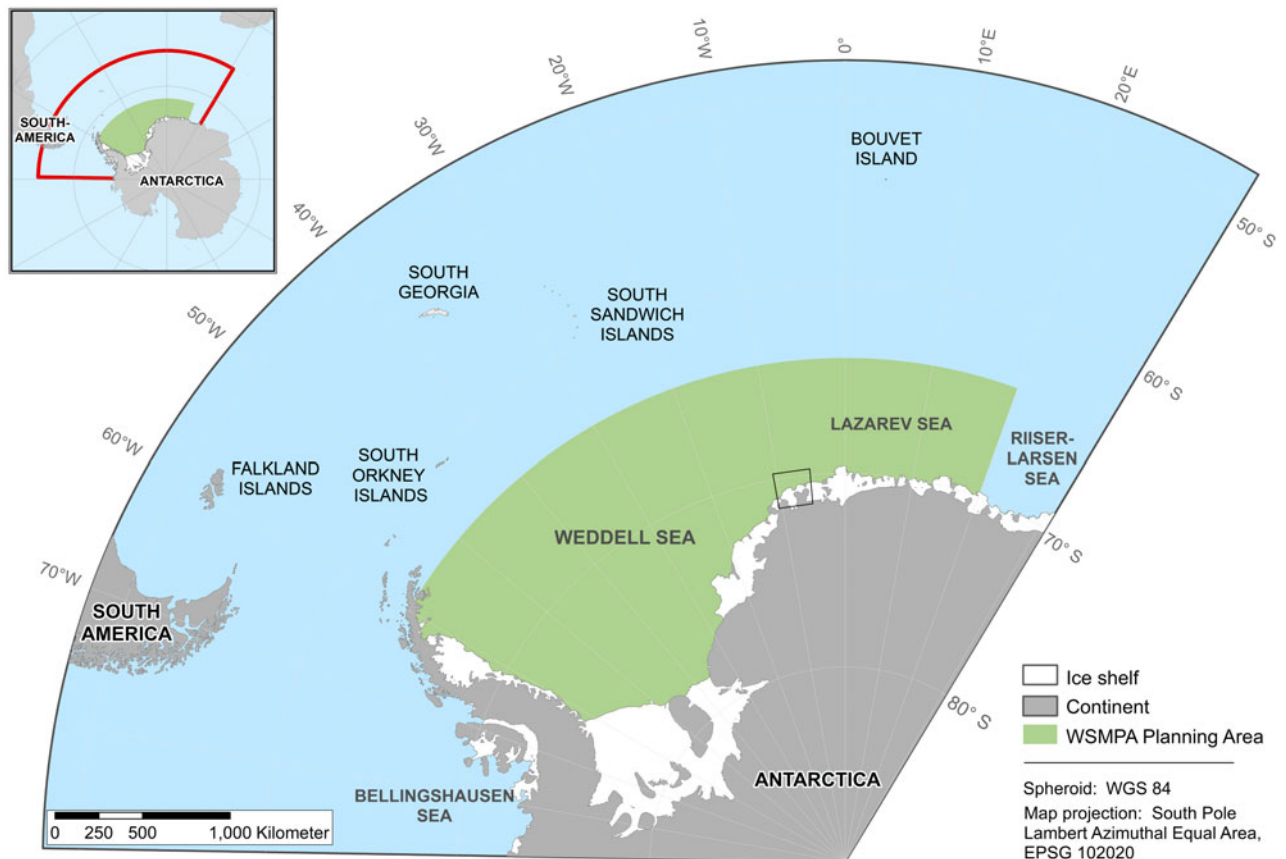 SOUTH-
AMERICA
ANTARCTICA
70°W
60°W
50°W
40°W
30°W
20°W
10°W
0°
10°E
20°E
50° S
60° S
70° S
80° S
BOUVET
ISLAND
SOUTH
GEORGIA
SOUTH
SANDWICH
ISLANDS
LAZAREV SEA
RIISER-
LARSEN
SEA
FALKLAND
ISLANDS
SOUTH
ORKNEY
ISLANDS
WEDDELL SEA
SOUTH
AMERICA
BELLINGSHAUSEN
SEA
ANTARCTICA
0 250 500 1,000 Kilometer
Ice shelf
Continent
WSMPA Planning Area
Spheroid: WGS 84
Map projection: South Pole
Lambert Azimuthal Equal Area,
EPSG 102020